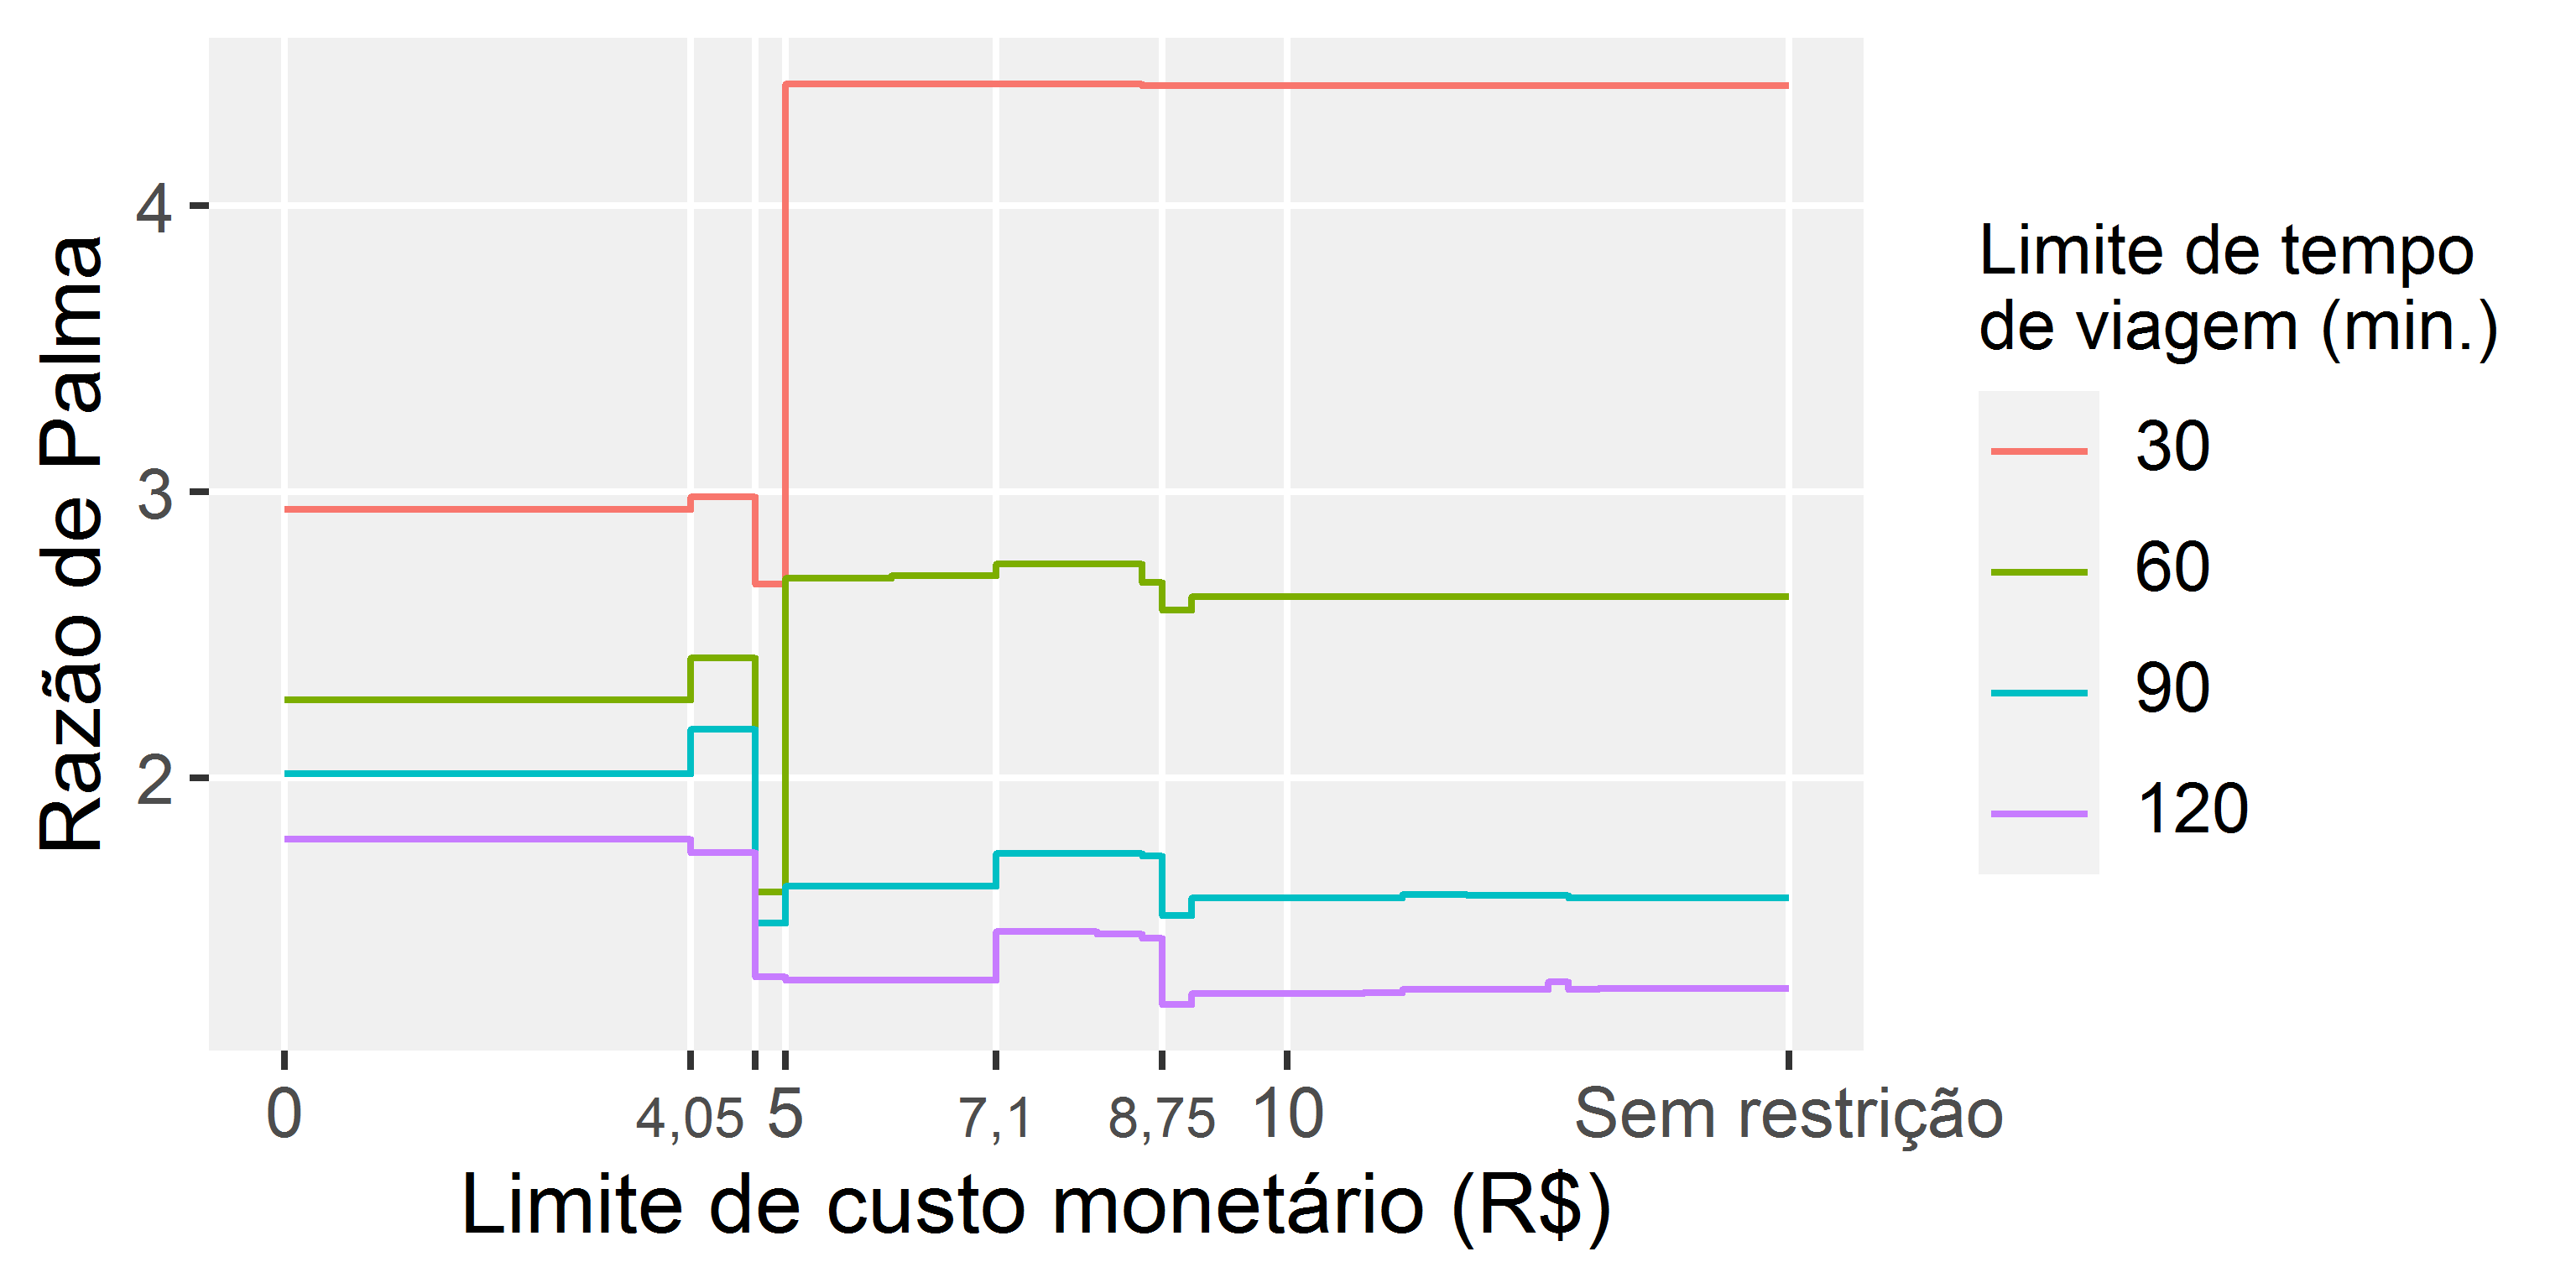 Razão de Palma
4
3
2
0
4,05
5
7,1
8,75
10
Sem restrição
Limite de custo monetário (R$)
Limite de tempo
de viagem (min.)
30
60
90
120